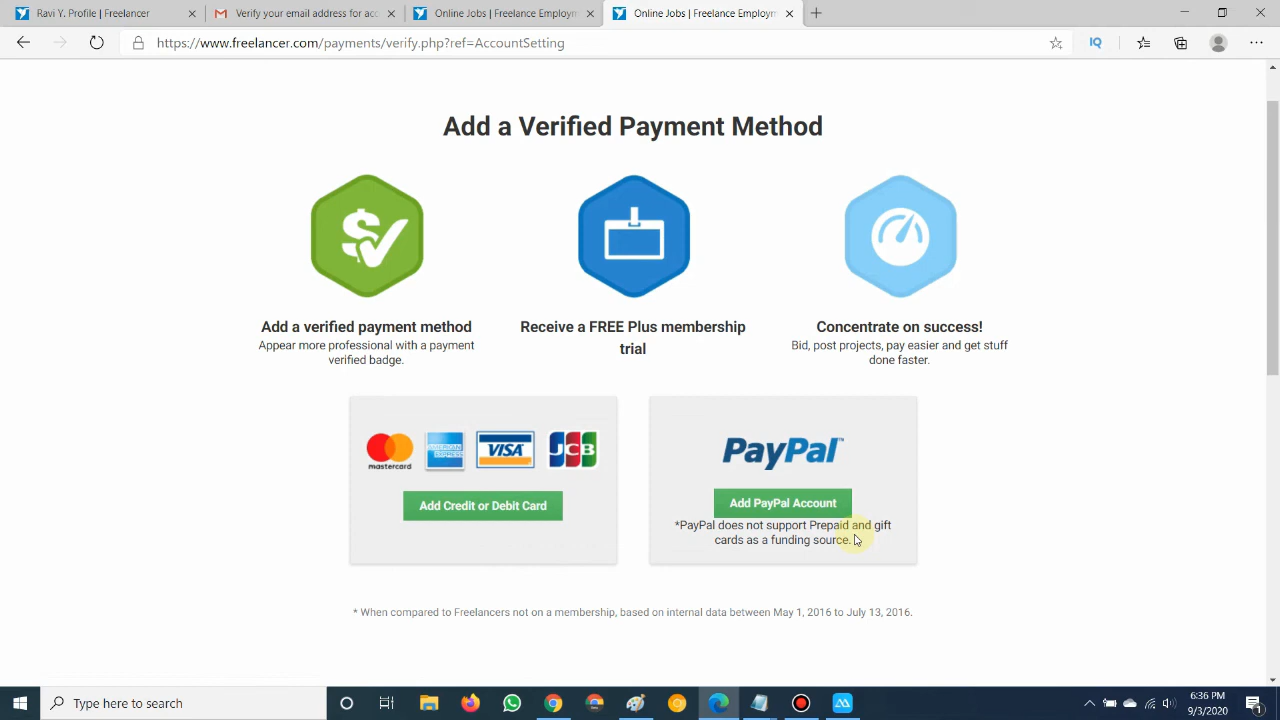 Ravi Y. Profile | Freelancer
Verify your email address for acc
Online Jobs | Freelance Employm
Online Jobs | Freelance Employm
https://www.freelancer.com/payments/verify.php?ref=AccountSetting
IQ
Add a Verified Payment Method
$
Add a verified payment method
Appear more professional with a payment
verified badge.
Receive a FREE Plus membership
trial
Concentrate on success!
Bid, post projects, pay easier and get stuff
done faster.
mastercard
AMERICAN EXPRESS
VISA
JCB
Add Credit or Debit Card
PayPal™
Add PayPal Account
*PayPal does not support Prepaid and gift
cards as a funding source.
* When compared to Freelancers not on a membership, based on internal data between May 1, 2016 to July 13, 2016.
Type here to search
6:36 PM
9/3/2020
1